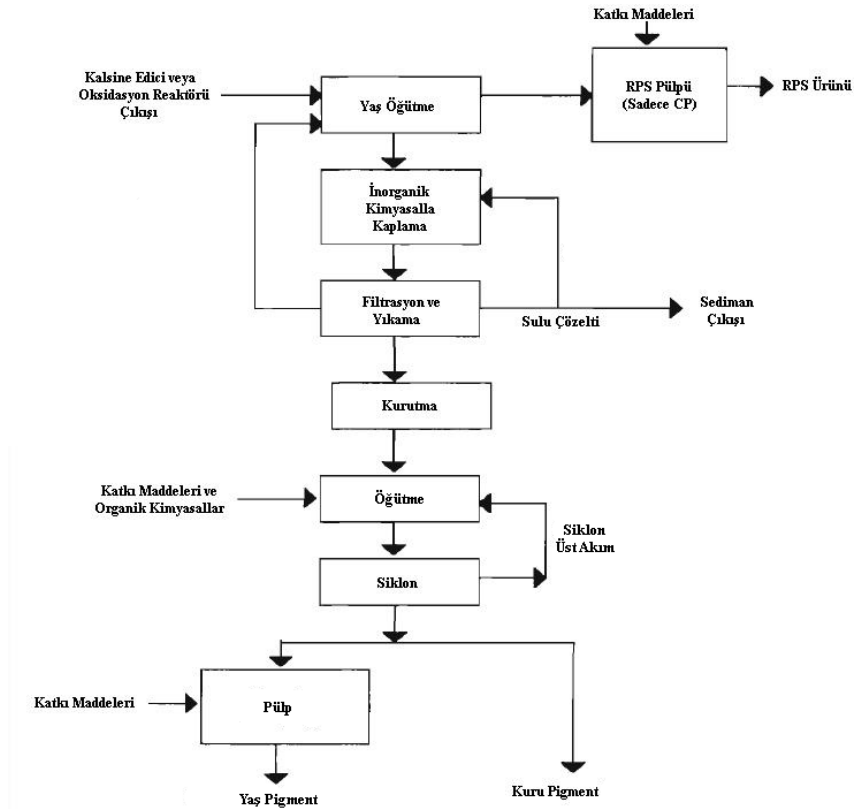 Katkı Maddeleri
Kalsine Edici veya
Oksidasyon Reaktörü
Çıkışı
Yaş Öğütme
RPS Pülpü
(Sadece CP)
RPS Ürünü
İnorganik
Kimyasalla
Kaplama
Filtrasyon ve
Yıkama
Sulu Çözelti
Sediman
Çıkışı
Kurutma
Katkı Maddeleri ve
Organik Kimyasallar
Öğütme
Siklon
Üst Akım
Siklon
Katkı Maddeleri
Pülp
Yaş Pigment
Kuru Pigment